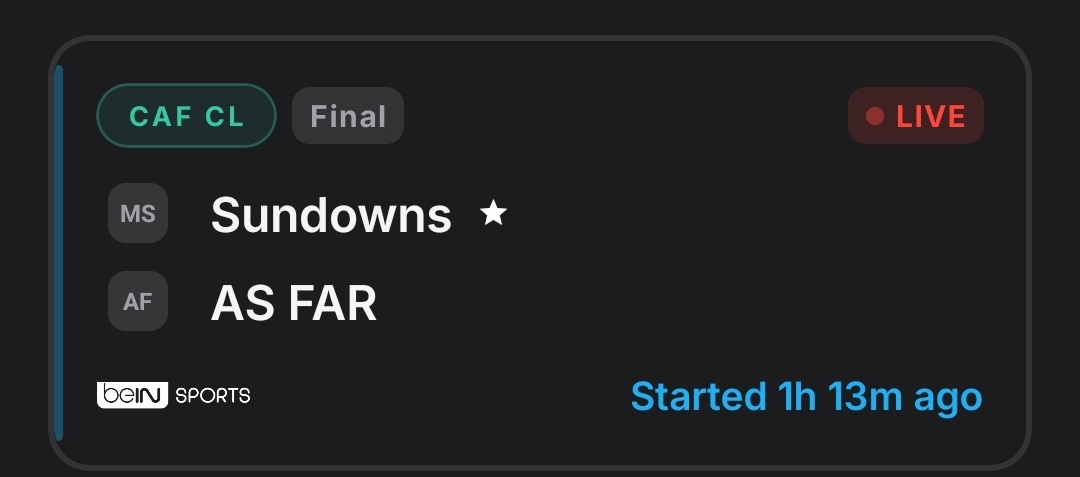 CAF CL Final LIVE
MS Sundowns ★
AF AS FAR
beIN SPORTS Started 1h 13m ago